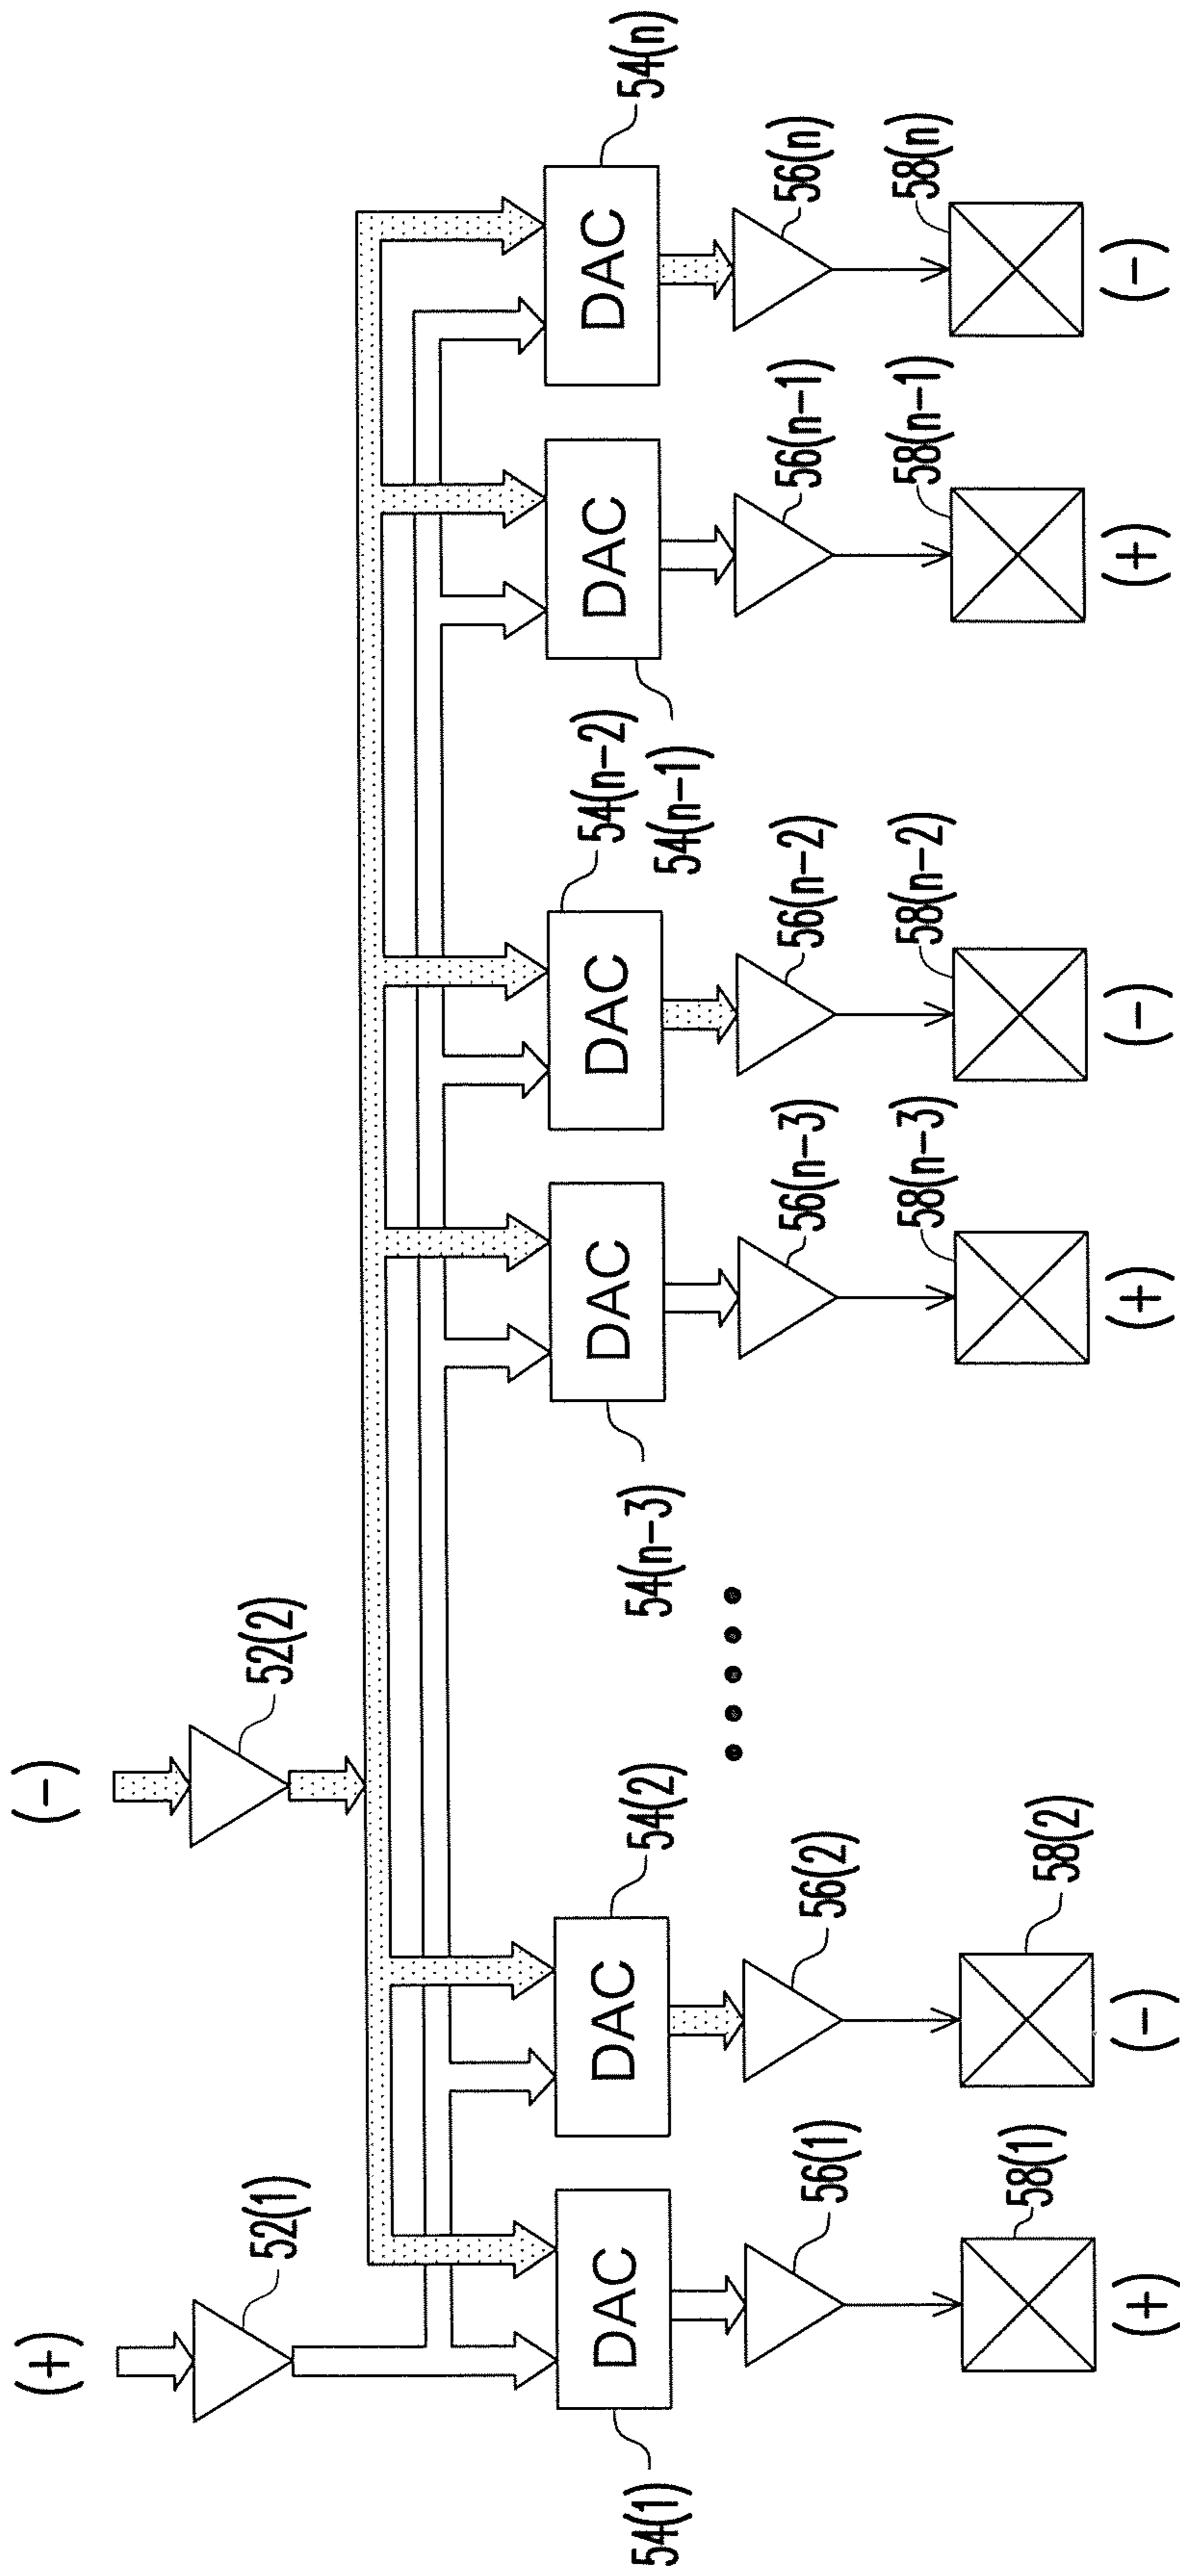 (+)
(−)
52(1)
52(2)
54(1)
DAC
DAC
54(2)
54(n−3)
DAC
DAC
54(n−2)
54(n−1)
DAC
DAC
54(n)
56(1)
56(2)
56(n−3)
56(n−2)
56(n−1)
56(n)
58(1)
58(2)
58(n−3)
58(n−2)
58(n−1)
58(n)
(+)
(−)
(+)
(−)
(+)
(−)